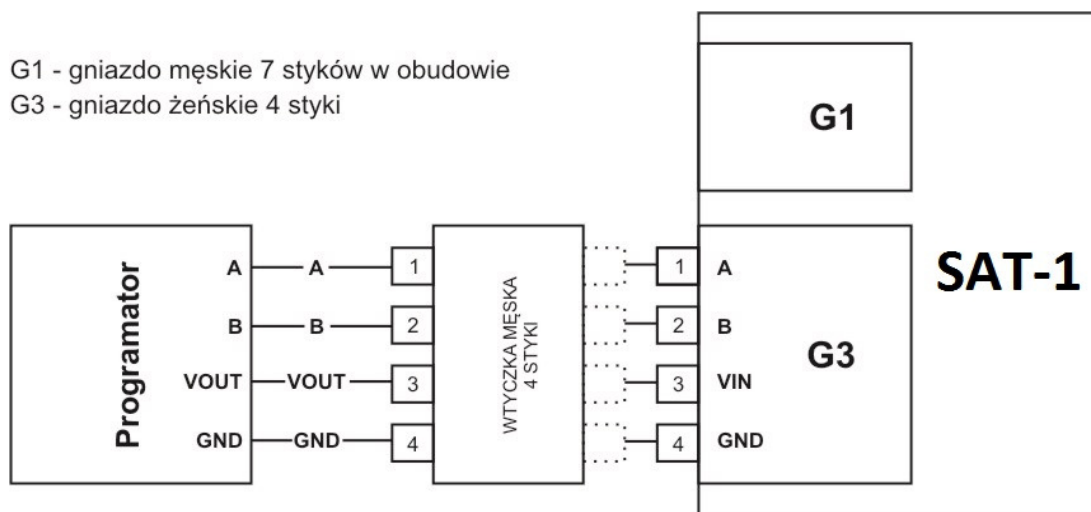 G1 - gniazdo męskie 7 styków w obudowie
G3 - gniazdo żeńskie 4 styki
G1
SAT-1
Programator
A
A
1
1
A
B
B
2
2
B
VOUT
VOUT
3
3
VIN
GND
GND
4
4
GND
WTYCZKA MĘSKA
4 STYKI
G3